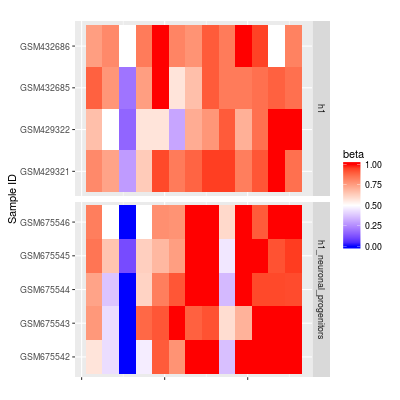 GSM432686
GSM432685
GSM429322
GSM429321
h1
GSM675546
GSM675545
GSM675544
GSM675543
GSM675542
h1_neuronal_progenitors
Sample ID
beta
1.00
0.75
0.50
0.25
0.00